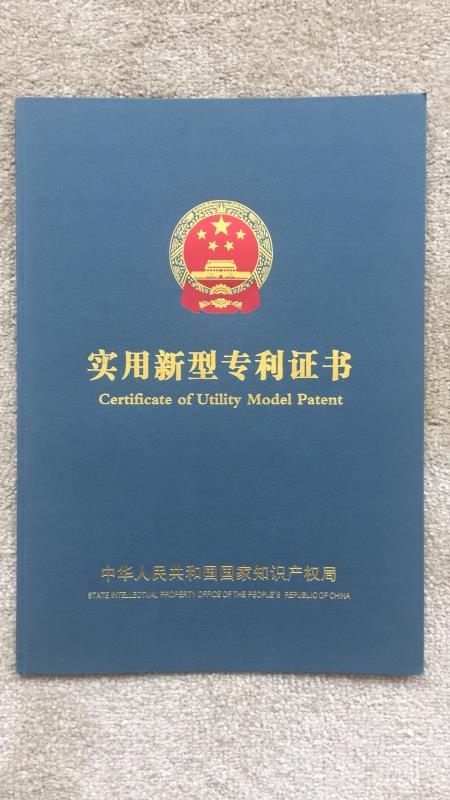 实用新型专利证书
Certificate of Utility Model Patent
中华人民共和国国家知识产权局
STATE INTELLECTUAL PROPERTY OFFICE OF THE PEOPLE'S REPUBLIC OF CHINA